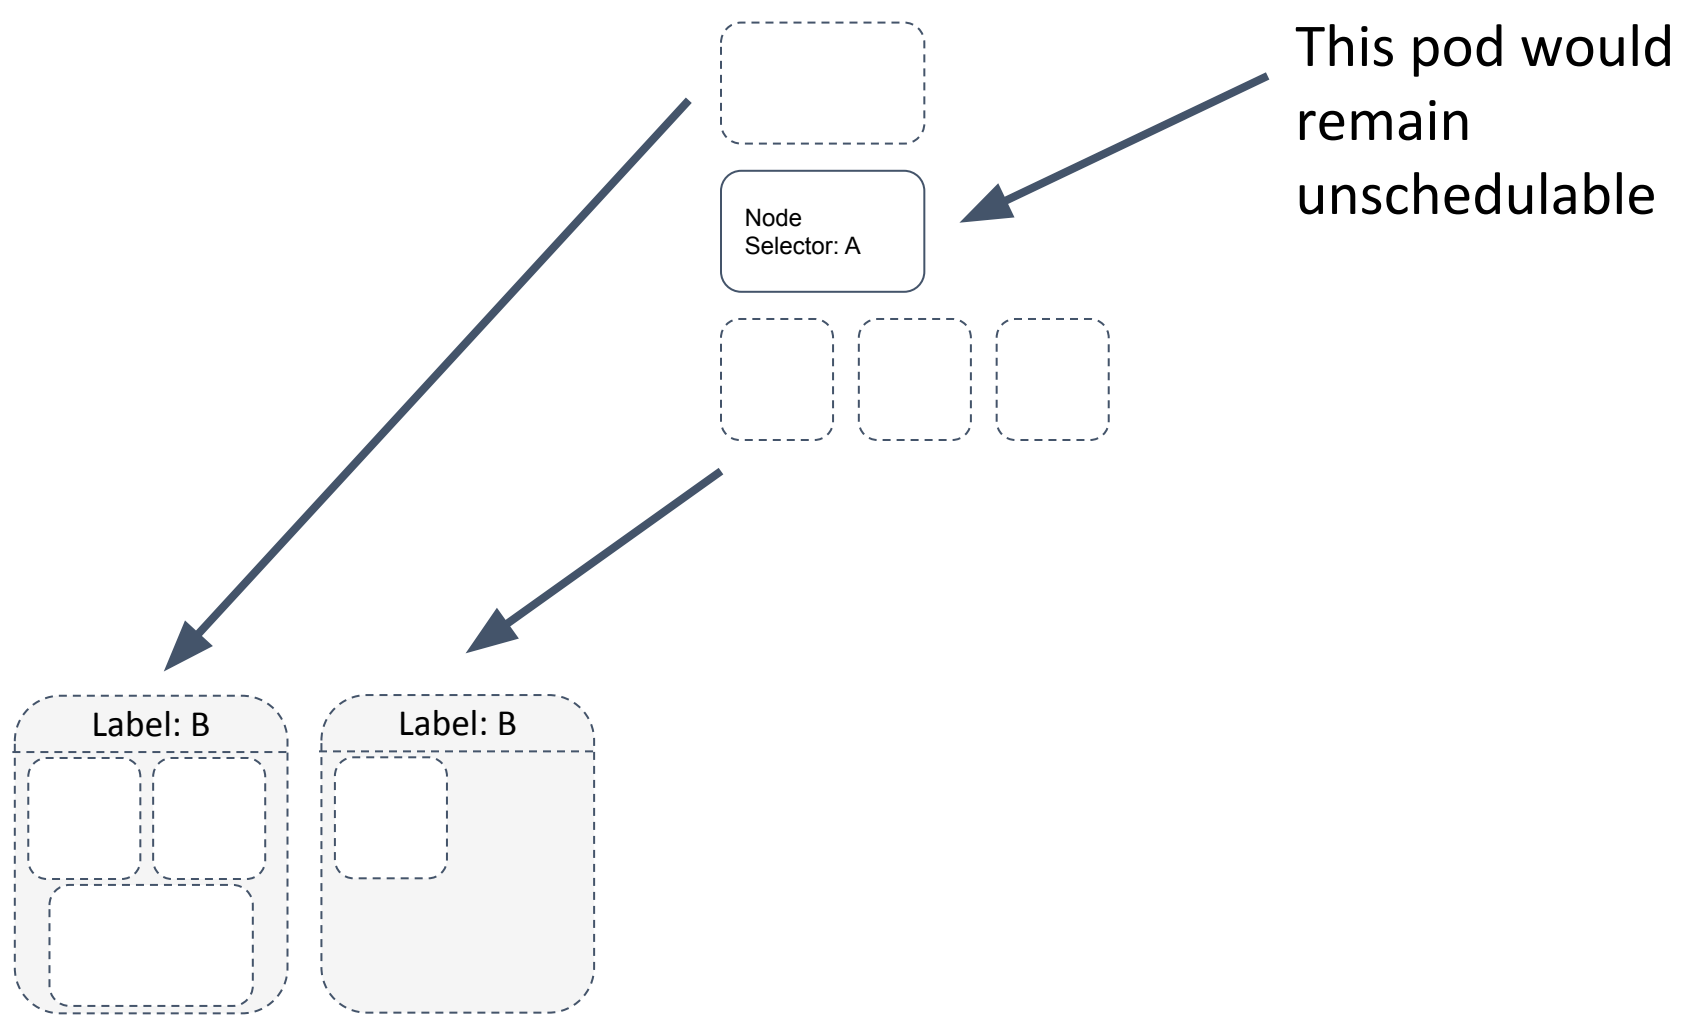 This pod would
remain
unschedulable
Node
Selector: A
Label: B
Label: B